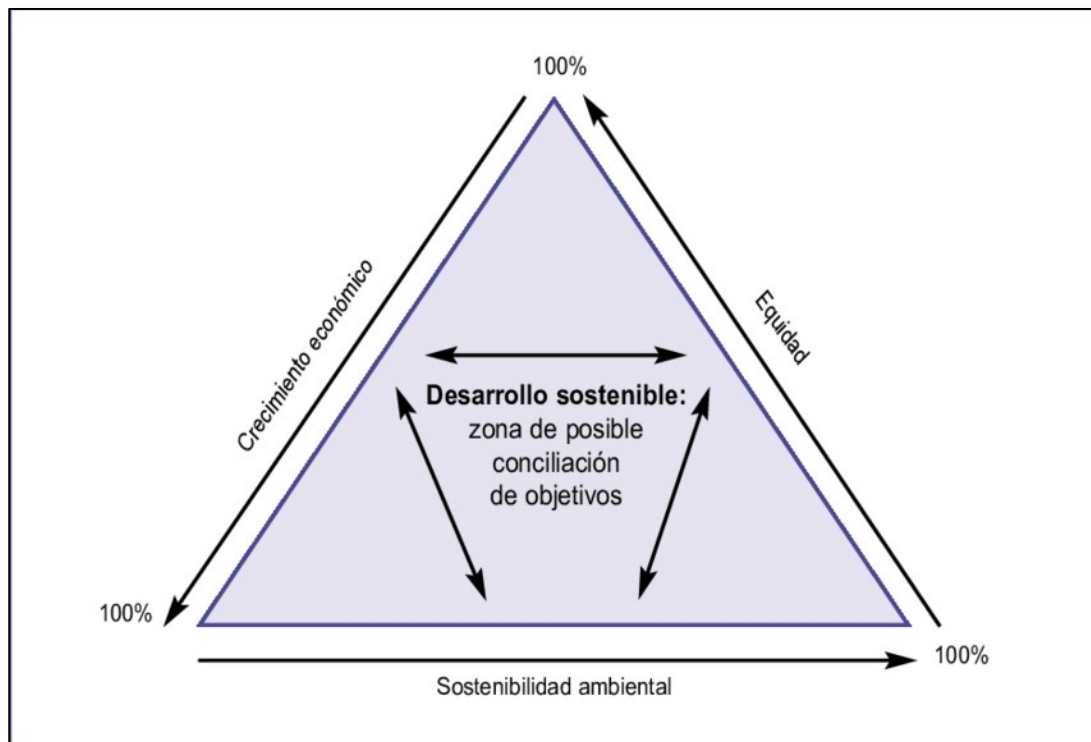 100%
Crecimiento económico
Equidad
Desarrollo sostenible:
zona de posible
conciliación
de objetivos
100%
100%
Sostenibilidad ambiental